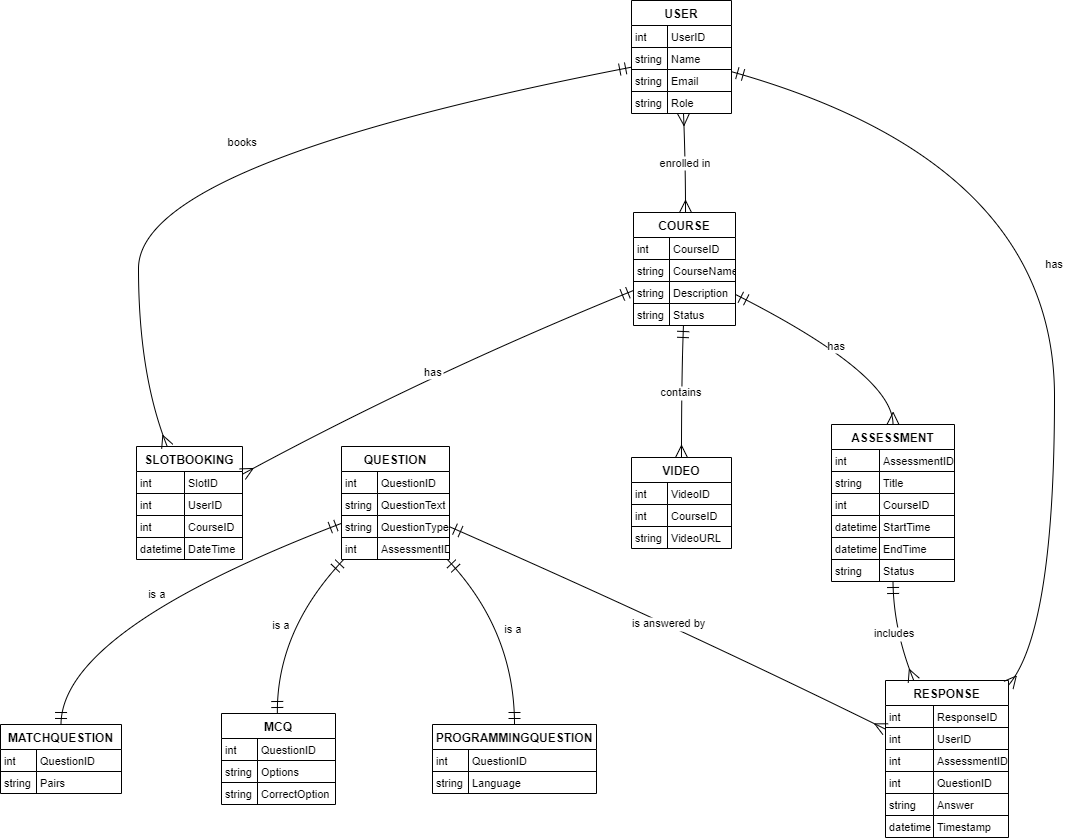 USER
int UserID
string Name
string Email
string Role
books
enrolled in
has
COURSE
int CourseID
string CourseName
string Description
string Status
has
has
contains
SLOTBOOKING
int SlotID
int UserID
int CourseID
datetime DateTime
QUESTION
int QuestionID
string QuestionText
string QuestionType
int AssessmentID
VIDEO
int VideoID
int CourseID
string VideoURL
ASSESSMENT
int AssessmentID
string Title
int CourseID
datetime StartTime
datetime EndTime
string Status
is a
is a
is a
is answered by
includes
MATCHQUESTION
int QuestionID
string Pairs
MCQ
int QuestionID
string Options
string CorrectOption
PROGRAMMINGQUESTION
int QuestionID
string Language
RESPONSE
int ResponseID
int UserID
int AssessmentID
int QuestionID
string Answer
datetime Timestamp